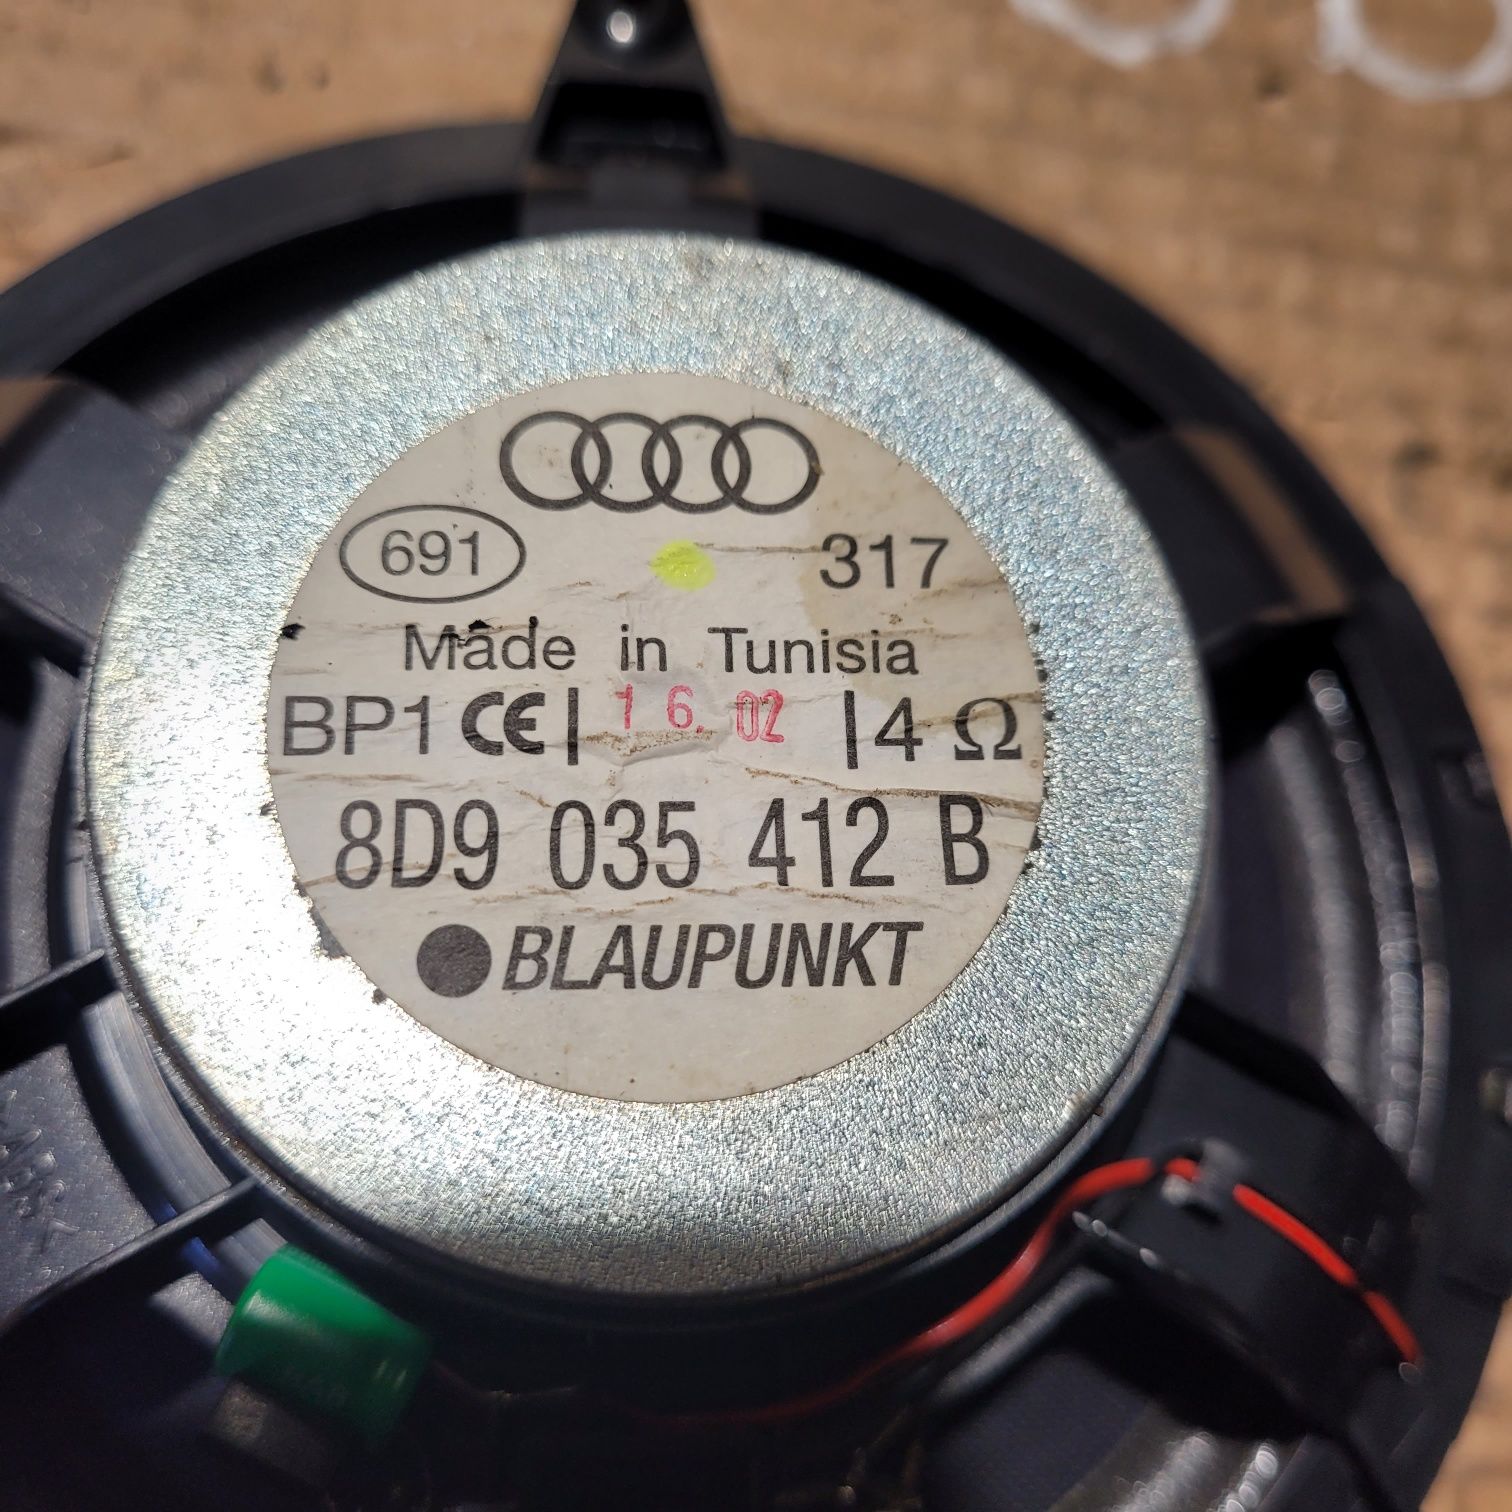 691 317
Made in Tunisia
BP1 CE | 16. 02 | 4 Ω
8D9 035 412 B
BLAUPUNKT